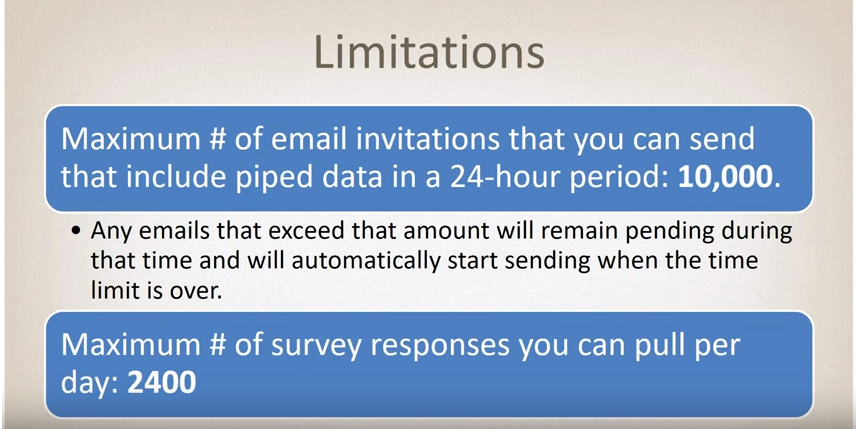 Limitations
Maximum # of email invitations that you can send
that include piped data in a 24-hour period: 10,000.
• Any emails that exceed that amount will remain pending during
that time and will automatically start sending when the time
limit is over.
Maximum # of survey responses you can pull per
day: 2400